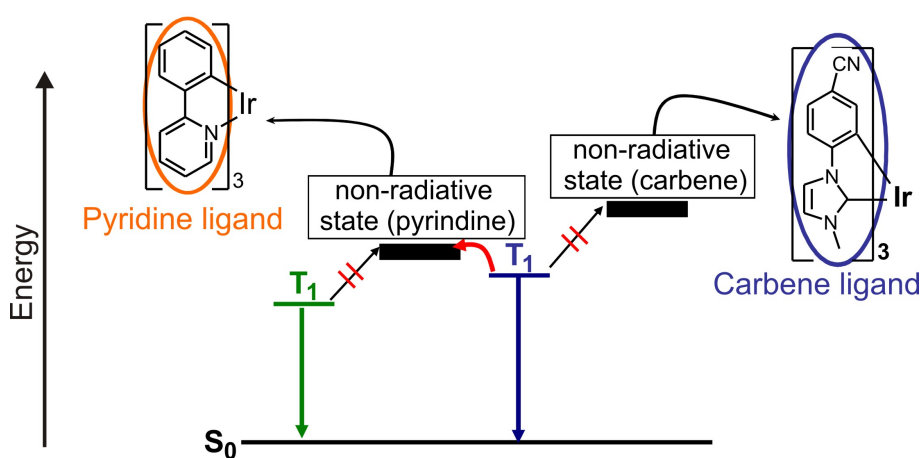 Energy
Ir
N
3
Pyridine ligand
non-radiative
state (pyrindine)
non-radiative
state (carbene)
CN
N
Ir
N
3
Carbene ligand
T1
T1
S0